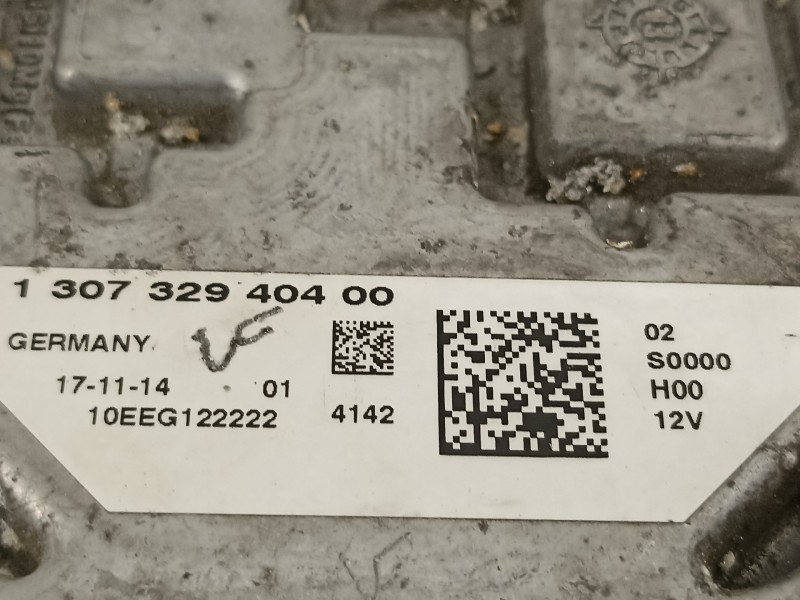 1 307 329 404 00
GERMANY
17-11-14 01
10EEG122222 4142
02
S0000
H00
12V